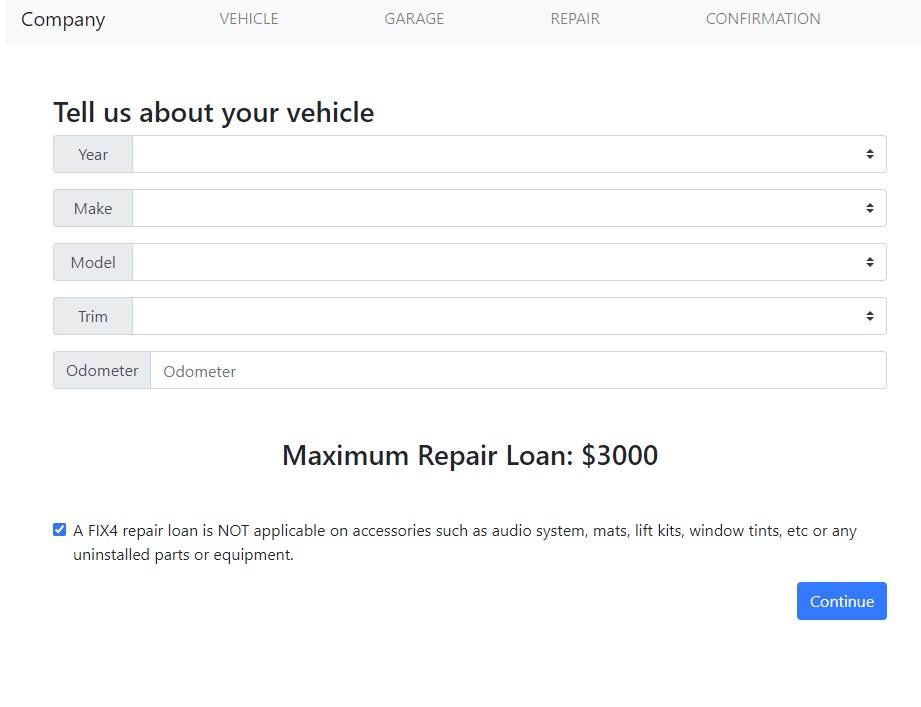 Company VEHICLE GARAGE REPAIR CONFIRMATION
Tell us about your vehicle
Year
Make
Model
Trim
Odometer Odometer
Maximum Repair Loan: $3000
A FIX4 repair loan is NOT applicable on accessories such as audio system, mats, lift kits, window tints, etc or any
uninstalled parts or equipment.
Continue